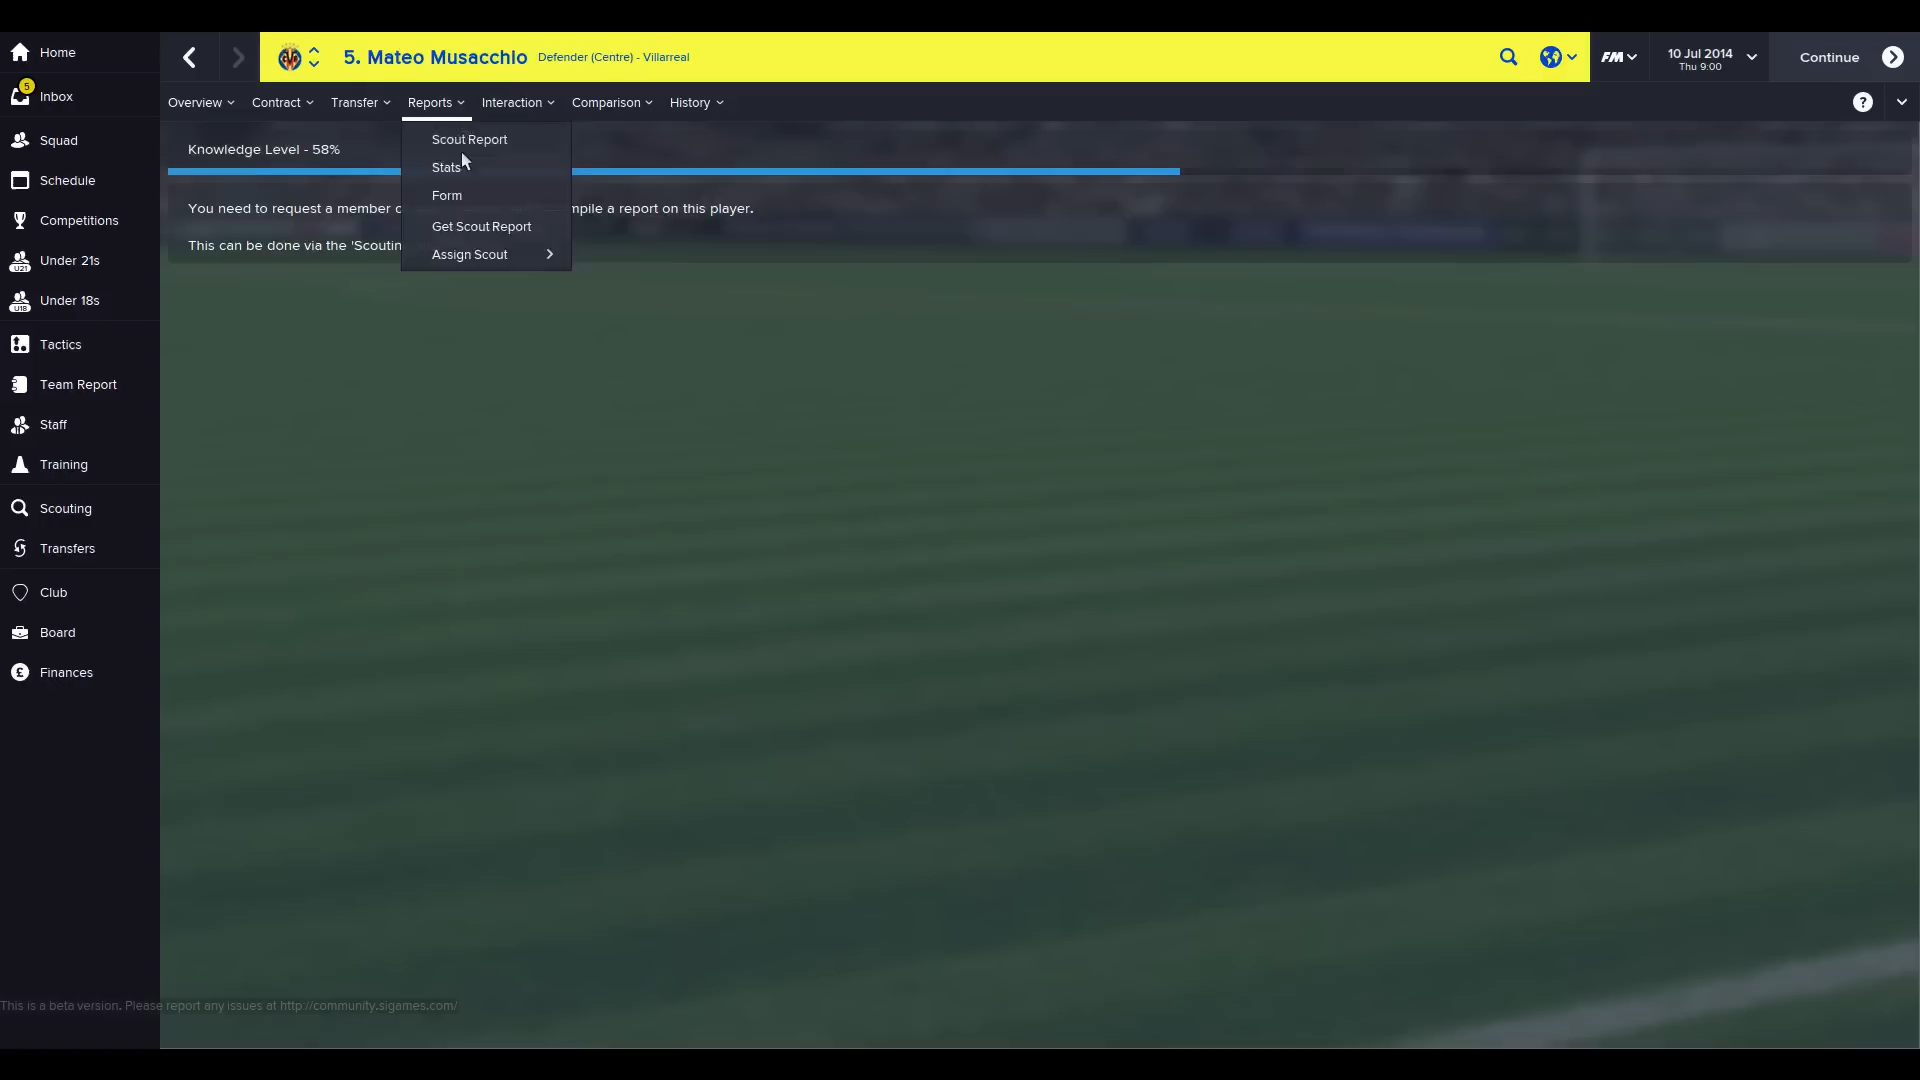 Home
5
Inbox
Squad
Schedule
Competitions
U21
Under 21s
U18
Under 18s
Tactics
Team Report
Staff
Training
Scouting
Transfers
Club
Board
£
Finances
5. Mateo Musacchio
Defender (Centre) - Villarreal
FM
10 Jul 2014
Thu 9:00
Continue
Overview
Contract
Transfer
Reports
Interaction
Comparison
History
?
Knowledge Level - 58%
You need to request a member o
mpile a report on this player.
This can be done via the 'Scoutin
Scout Report
Stats
Form
Get Scout Report
Assign Scout
This is a beta version. Please report any issues at http://community.sigames.com/